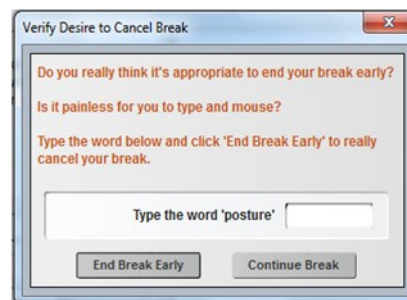 Verify Desire to Cancel Break
Do you really think it's appropriate to end your break early?
Is it painless for you to type and mouse?
Type the word below and click 'End Break Early' to really
cancel your break.
Type the word 'posture'
End Break Early
Continue Break